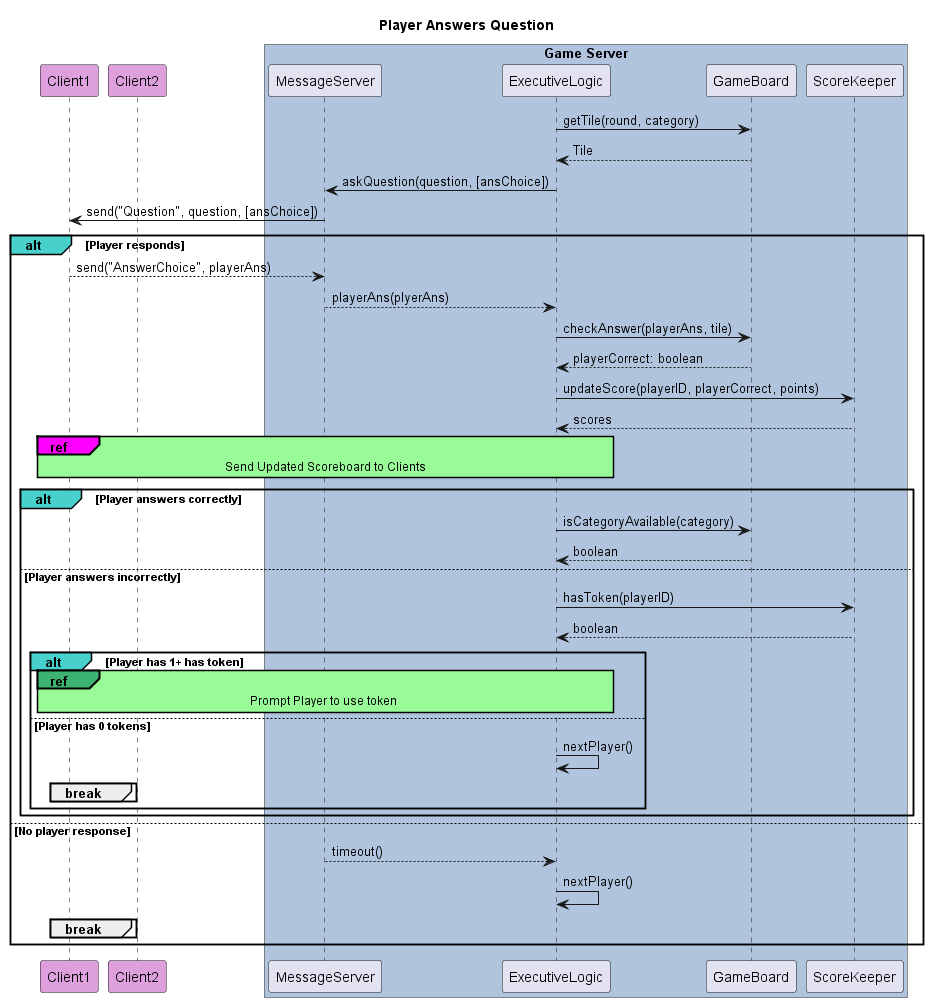 Player Answers Question
Game Server
Client1 Client2 MessageServer ExecutiveLogic GameBoard ScoreKeeper
getTile(round, category)
Tile
askQuestion(question, [ansChoice])
send("Question", question, [ansChoice])
alt [Player responds]
send("AnswerChoice", playerAns)
playerAns(plyerAns)
checkAnswer(playerAns, tile)
playerCorrect: boolean
updateScore(playerID, playerCorrect, points)
scores
ref
Send Updated Scoreboard to Clients
alt [Player answers correctly]
isCategoryAvailable(category)
boolean
[Player answers incorrectly]
hasToken(playerID)
boolean
alt [Player has 1+ has token]
ref
Prompt Player to use token
[Player has 0 tokens]
nextPlayer()
break
[No player response]
timeout()
nextPlayer()
break
Client1 Client2 MessageServer ExecutiveLogic GameBoard ScoreKeeper